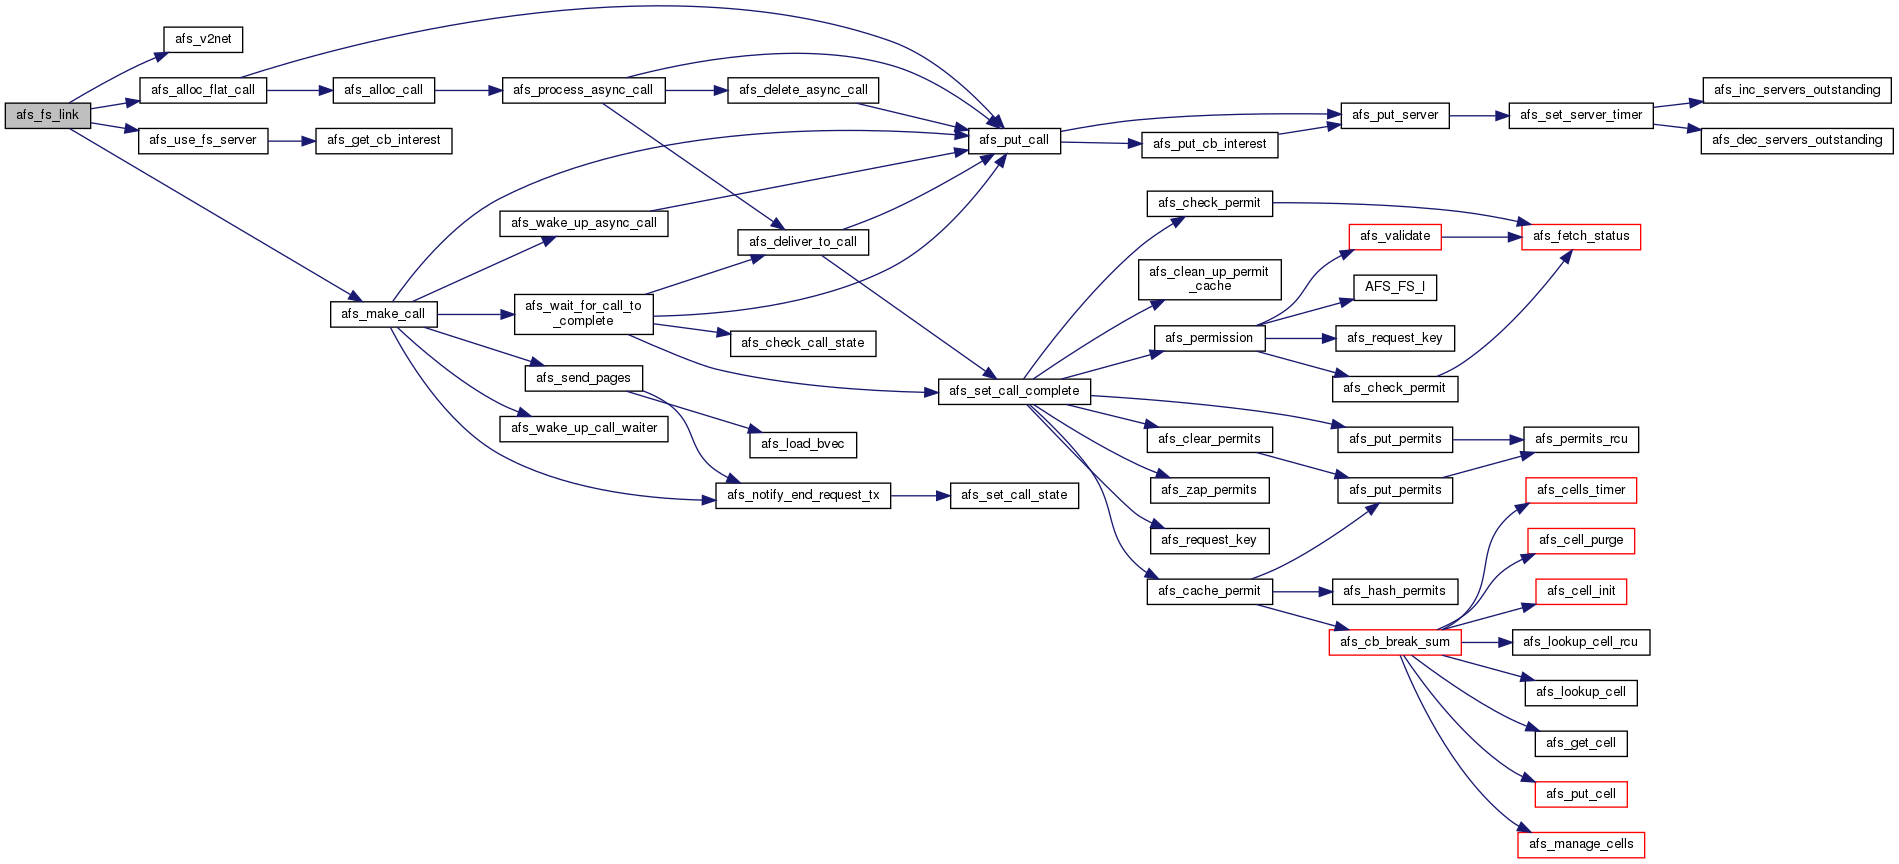 afs_fs_link
afs_v2net
afs_alloc_flat_call
afs_use_fs_server
afs_alloc_call
afs_get_cb_interest
afs_make_call
afs_process_async_call
afs_wake_up_async_call
afs_wait_for_call_to
_complete
afs_send_pages
afs_wake_up_call_waiter
afs_delete_async_call
afs_deliver_to_call
afs_check_call_state
afs_load_bvec
afs_notify_end_request_tx
afs_put_call
afs_set_call_complete
afs_set_call_state
afs_put_cb_interest
afs_check_permit
afs_clean_up_permit
_cache
afs_permission
afs_clear_permits
afs_zap_permits
afs_request_key
afs_cache_permit
afs_put_server
afs_validate
AFS_FS_I
afs_request_key
afs_check_permit
afs_put_permits
afs_put_permits
afs_hash_permits
afs_cb_break_sum
afs_set_server_timer
afs_fetch_status
afs_permits_rcu
afs_cells_timer
afs_cell_purge
afs_cell_init
afs_lookup_cell_rcu
afs_lookup_cell
afs_get_cell
afs_put_cell
afs_manage_cells
afs_inc_servers_outstanding
afs_dec_servers_outstanding